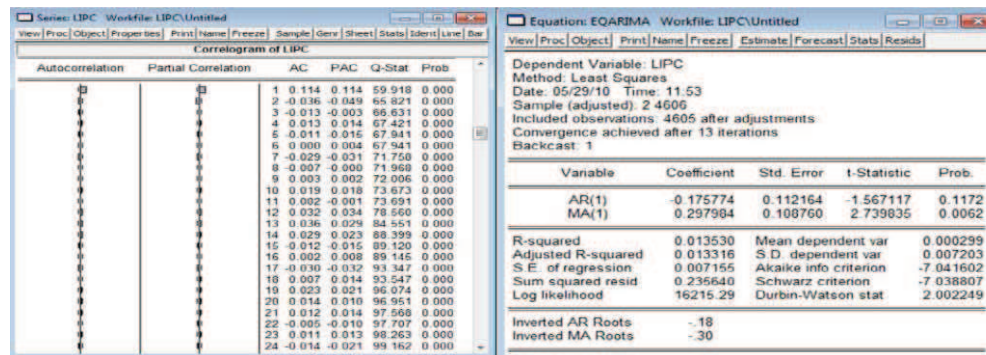 Series: LIPC Workfile: LIPC\Untitled
View Proc Object Properties Print Name Freeze Sample Genr Sheet Stats Ident Line Bar
Correlogram of LIPC
Autocorrelation Partial Correlation AC PAC Q-Stat Prob
1 0.114 0.114 59.918 0.000
2 -0.036 -0.049 65.821 0.000
3 -0.013 -0.003 66.631 0.000
4 0.013 0.014 67.421 0.000
5 -0.011 -0.015 67.941 0.000
6 0.000 0.004 67.941 0.000
7 -0.029 -0.031 71.758 0.000
8 -0.007 -0.000 71.968 0.000
9 0.003 0.002 72.006 0.000
10 0.019 0.018 73.673 0.000
11 0.002 -0.001 73.691 0.000
12 0.032 0.034 78.560 0.000
13 0.036 0.029 84.551 0.000
14 0.029 0.023 88.399 0.000
15 -0.012 -0.015 89.120 0.000
16 0.002 0.008 89.146 0.000
17 -0.030 -0.032 93.347 0.000
18 0.007 0.014 93.547 0.000
19 0.023 0.021 96.074 0.000
20 0.014 0.010 96.951 0.000
21 0.012 0.014 97.568 0.000
22 -0.005 -0.010 97.707 0.000
23 0.011 0.013 98.263 0.000
24 -0.014 -0.021 99.162 0.000
Equation: EQARIMA Workfile: LIPC\Untitled
View Proc Object Print Name Freeze Estimate Forecast Stats Resids
Dependent Variable: LIPC
Method: Least Squares
Date: 05/29/10 Time: 11:53
Sample (adjusted): 2 4606
Included observations: 4605 after adjustments
Convergence achieved after 13 iterations
Backcast: 1
Variable Coefficient Std. Error t-Statistic Prob.
AR(1) -0.175774 0.112164 -1.567117 0.1172
MA(1) 0.297984 0.108760 2.739835 0.0062
R-squared 0.013530 Mean dependent var 0.000299
Adjusted R-squared 0.013316 S.D. dependent var 0.007203
S.E. of regression 0.007155 Akaike info criterion -7.041602
Sum squared resid 0.235640 Schwarz criterion -7.038807
Log likelihood 16215.29 Durbin-Watson stat 2.002249
Inverted AR Roots -.18
Inverted MA Roots -.30